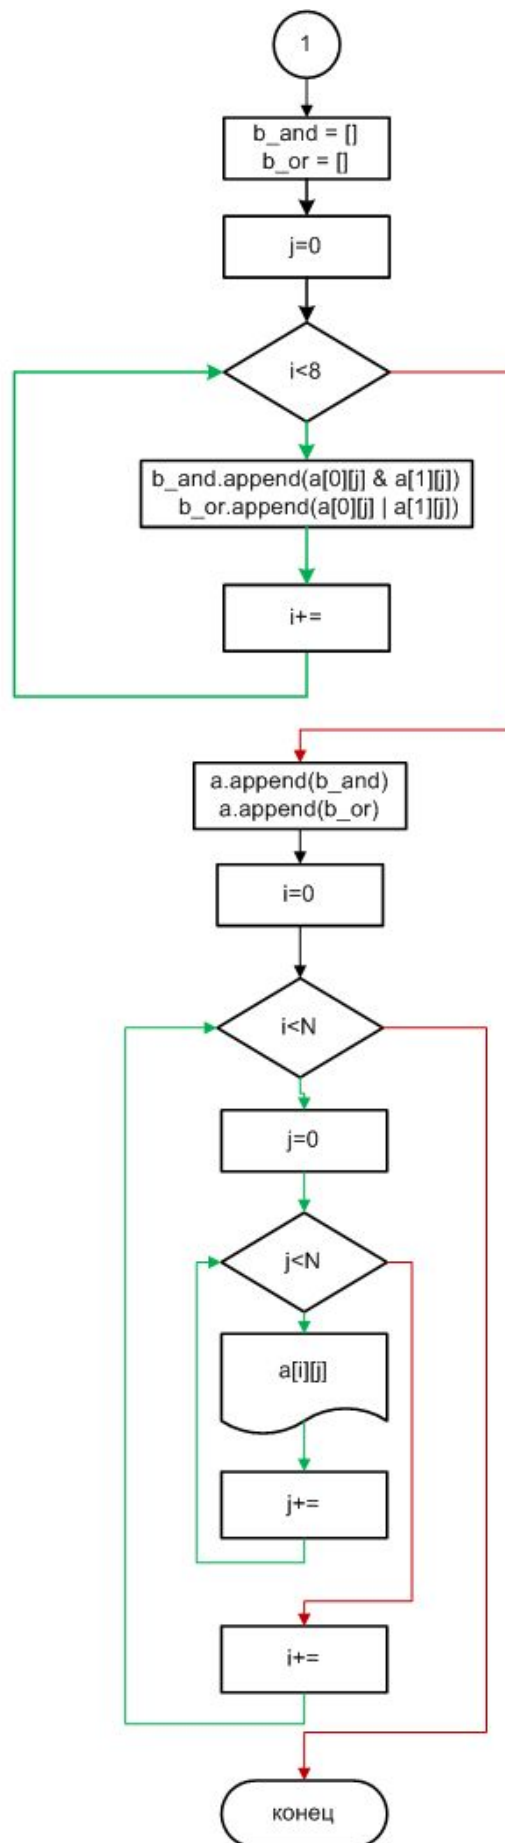 1
b_and = []
b_or = []
j=0
i<8
b_and.append(a[0][j] & a[1][j])
b_or.append(a[0][j] | a[1][j])
i+=
a.append(b_and)
a.append(b_or)
i=0
i<N
j=0
j<N
a[i][j]
j+=
i+=
конец